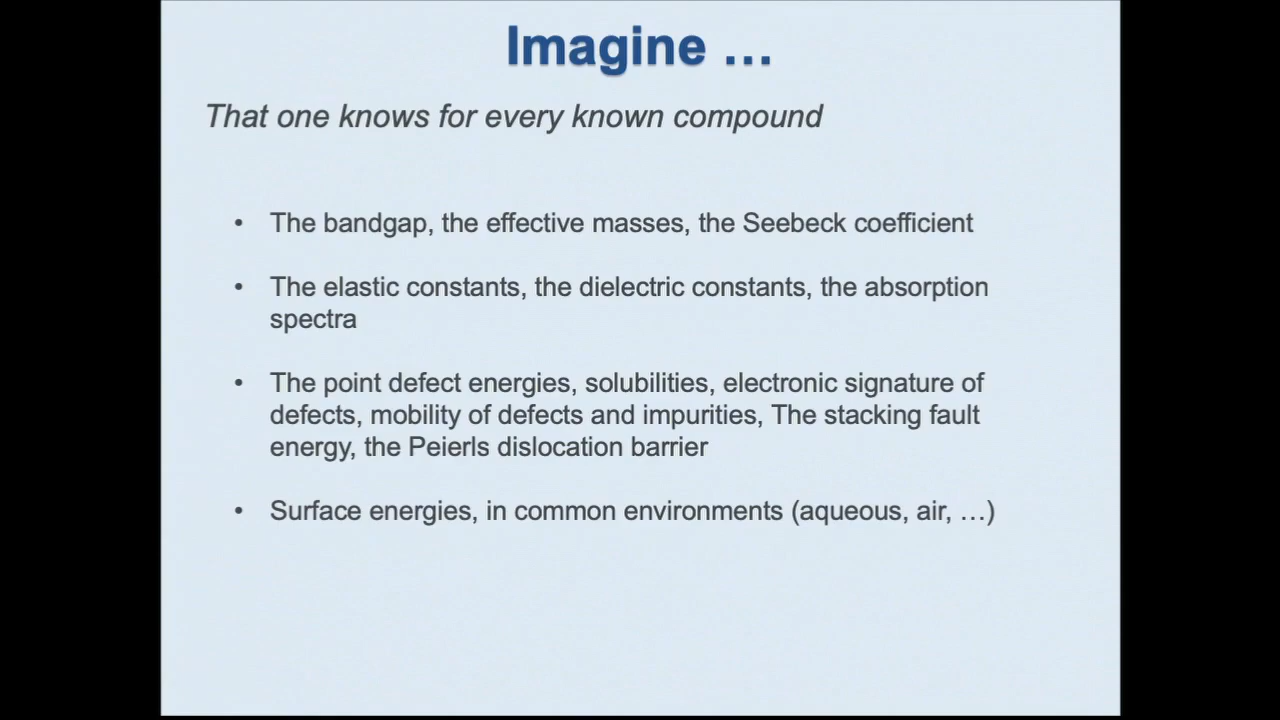 Imagine …
That one knows for every known compound
• The bandgap, the effective masses, the Seebeck coefficient
• The elastic constants, the dielectric constants, the absorption
spectra
• The point defect energies, solubilities, electronic signature of
defects, mobility of defects and impurities, The stacking fault
energy, the Peierls dislocation barrier
• Surface energies, in common environments (aqueous, air, …)